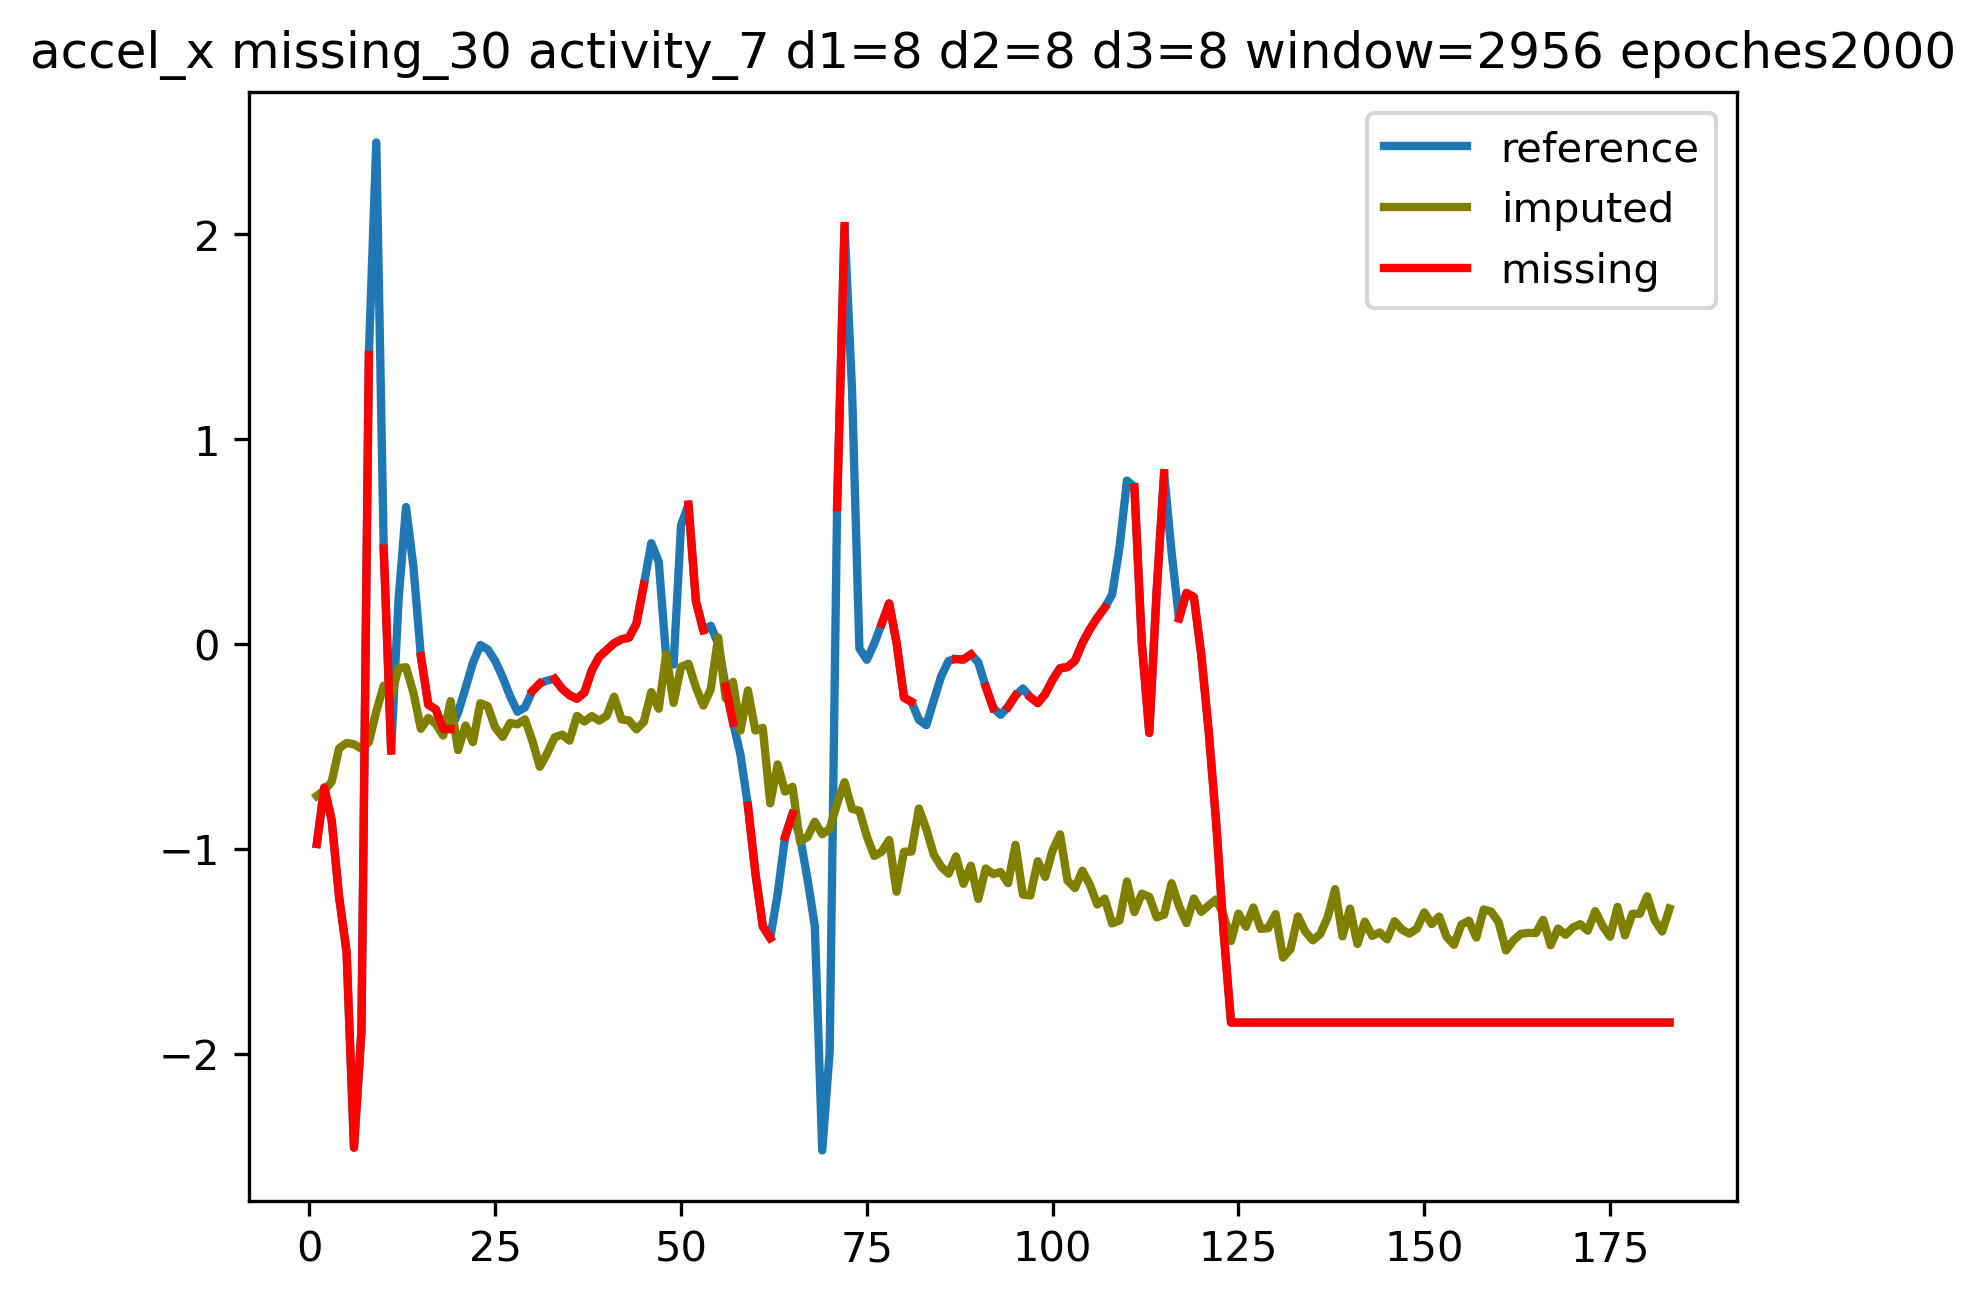 accel_x missing_30 activity_7 d1=8 d2=8 d3=8 window=2956 epoches2000
reference
imputed
missing
2
1
0
−1
−2
0 25 50 75 100 125 150 175